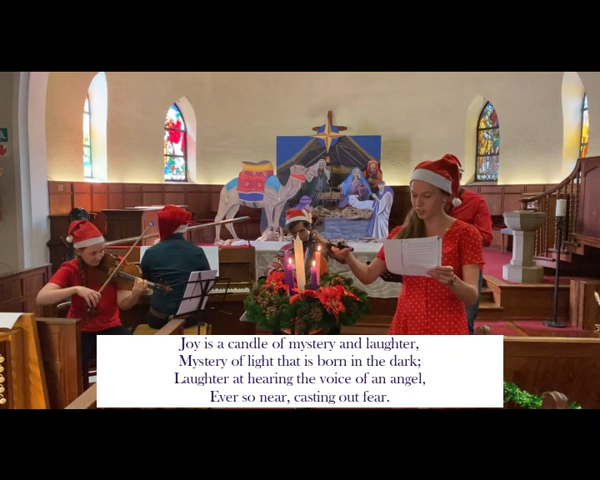 Joy is a candle of mystery and laughter,
Mystery of light that is born in the dark;
Laughter at hearing the voice of an angel,
Ever so near, casting out fear.